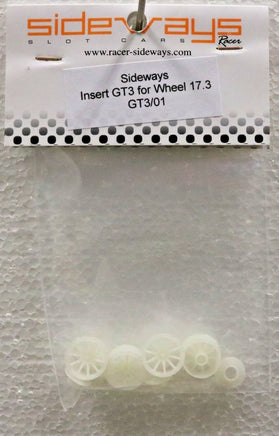 sideways
SLOT CARS Racer
www.racer-sideways.com
Sideways
Insert GT3 for Wheel 17.3
GT3/01